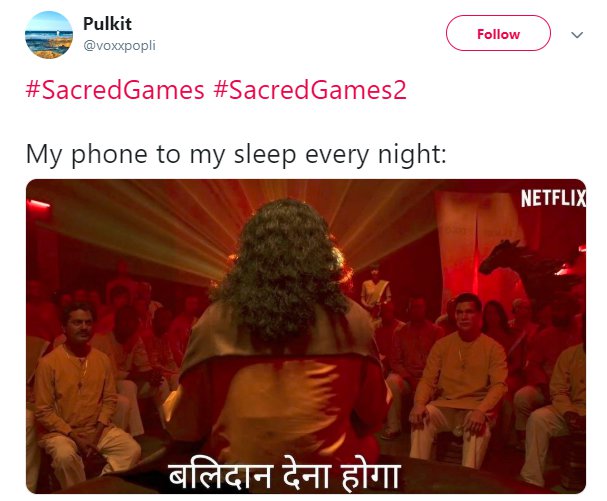 Pulkit
@voxxpopli
Follow
#SacredGames #SacredGames2
My phone to my sleep every night:
NETFLIX
बलिदान देना होगा